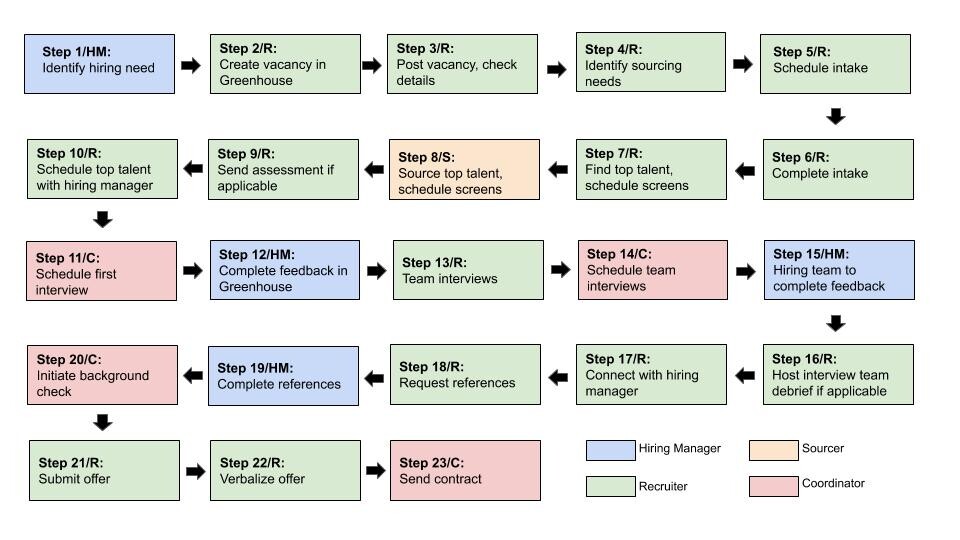 Step 1/HM:
Identify hiring need
Step 2/R:
Create vacancy in
Greenhouse
Step 3/R:
Post vacancy, check
details
Step 4/R:
Identify sourcing
needs
Step 5/R:
Schedule intake
Step 6/R:
Complete intake
Step 7/R:
Find top talent,
schedule screens
Step 8/S:
Source top talent,
schedule screens
Step 9/R:
Send assessment if
applicable
Step 10/R:
Schedule top talent
with hiring manager
Step 11/C:
Schedule first
interview
Step 12/HM:
Complete feedback in
Greenhouse
Step 13/R:
Team interviews
Step 14/C:
Schedule team
interviews
Step 15/HM:
Hiring team to
complete feedback
Step 16/R:
Host interview team
debrief if applicable
Step 17/R:
Connect with hiring
manager
Step 18/R:
Request references
Step 19/HM:
Complete references
Step 20/C:
Initiate background
check
Step 21/R:
Submit offer
Step 22/R:
Verbalize offer
Step 23/C:
Send contract
Hiring Manager
Sourcer
Recruiter
Coordinator